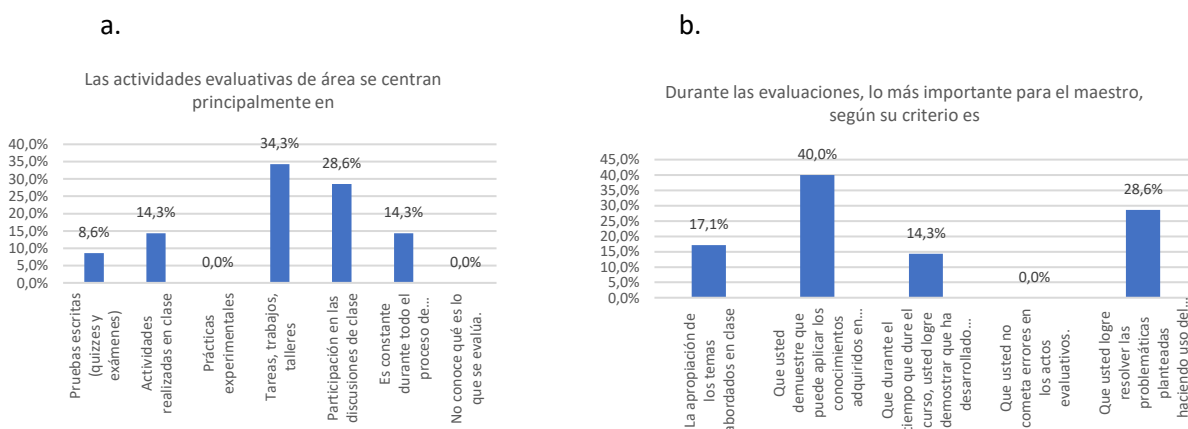 a.
Las actividades evaluativas de área se centran
principalmente en
40,0%
35,0%
30,0%
25,0%
20,0%
15,0%
10,0%
5,0%
0,0%
8,6%
14,3%
0,0%
34,3%
28,6%
14,3%
0,0%
Pruebas escritas
(quizzes y
exámenes)
Actividades
realizadas en clase
Prácticas
experimentales
Tareas, trabajos,
talleres
Participación en las
discusiones de clase
Es constante
durante todo el
proceso de…
No conoce qué es lo
que se evalúa.
b.
Durante las evaluaciones, lo más importante para el maestro,
según su criterio es
45,0%
40,0%
35,0%
30,0%
25,0%
20,0%
15,0%
10,0%
5,0%
0,0%
17,1%
40,0%
14,3%
0,0%
28,6%
La apropiación de
los temas
abordados en clase
Que usted
demuestre que
puede aplicar los
conocimientos
adquiridos en…
Que durante el
tiempo que dure el
curso, usted logre
demostrar que ha
desarrollado…
Que usted no
cometa errores en
los actos
evaluativos.
Que usted logre
resolver las
problemáticas
planteadas
haciendo uso del…